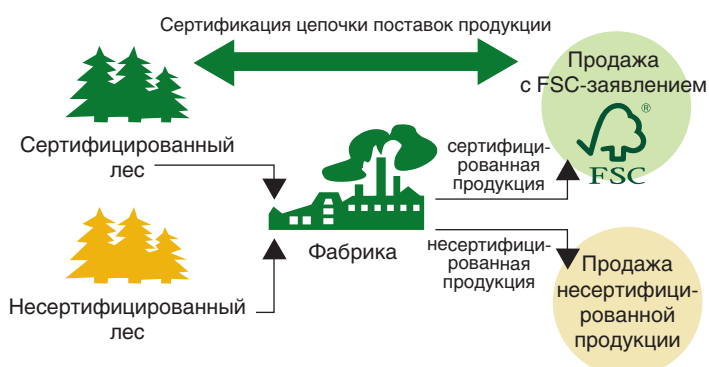 Сертификация цепочки поставок продукции
Продажа
с FSC-заявлением
®
FSC
Сертифицированный
лес
сертифици-
рованная
продукция
Фабрика
несертифици-
рованная
продукция
Несертифицированный
лес
Продажа
несертифици-
рованной
продукции